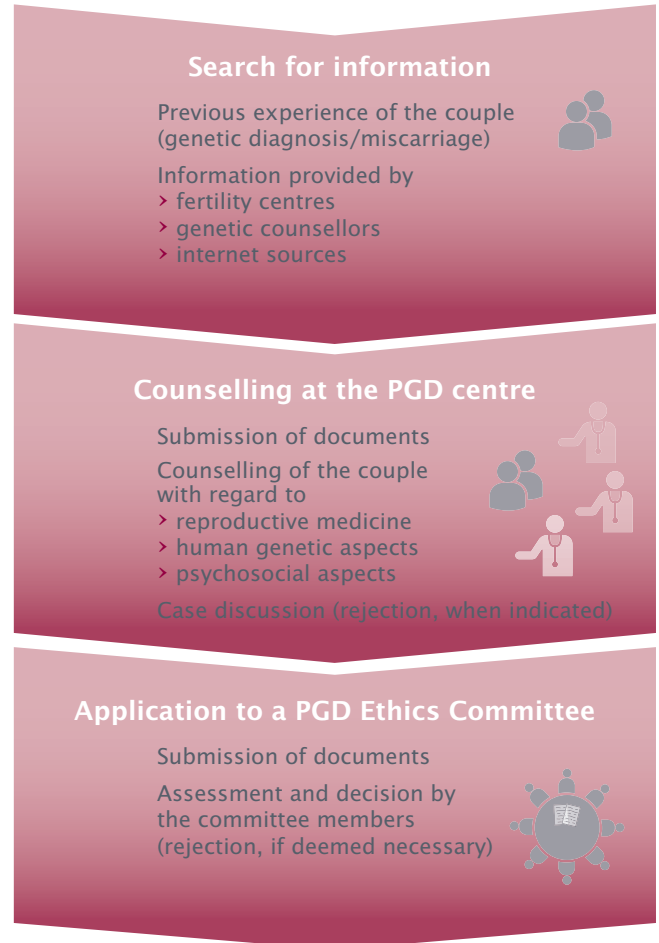 Search for information
Previous experience of the couple
(genetic diagnosis/miscarriage)
Information provided by
› fertility centres
› genetic counsellors
› internet sources
Counselling at the PGD centre
Submission of documents
Counselling of the couple
with regard to
› reproductive medicine
› human genetic aspects
› psychosocial aspects
Case discussion (rejection, when indicated)
Application to a PGD Ethics Committee
Submission of documents
Assessment and decision by
the committee members
(rejection, if deemed necessary)